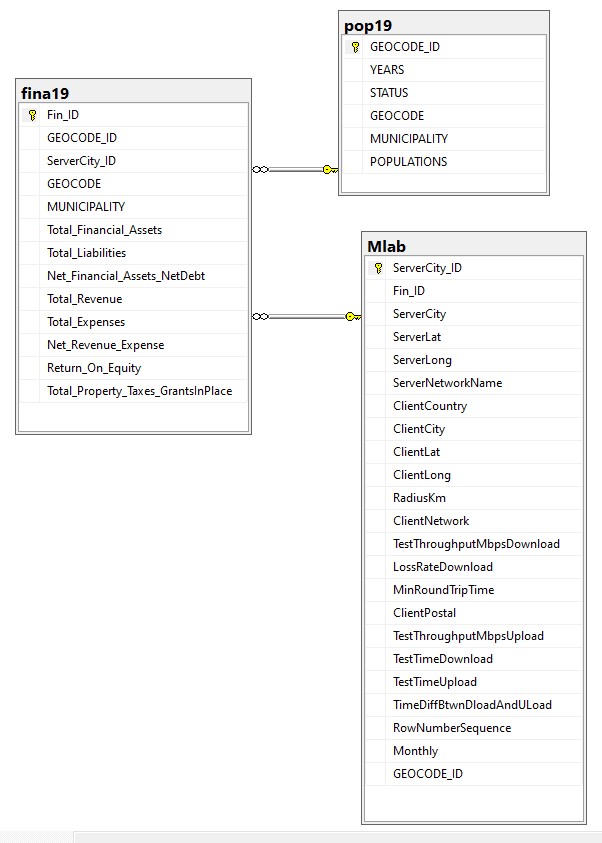 pop19
GEOCODE_ID
YEARS
STATUS
GEOCODE
MUNICIPALITY
POPULATIONS
fina19
Fin_ID
GEOCODE_ID
ServerCity_ID
GEOCODE
MUNICIPALITY
Total_Financial_Assets
Total_Liabilities
Net_Financial_Assets_NetDebt
Total_Revenue
Total_Expenses
Net_Revenue_Expense
Return_On_Equity
Total_Property_Taxes_GrantsInPlace
Mlab
ServerCity_ID
Fin_ID
ServerCity
ServerLat
ServerLong
ServerNetworkName
ClientCountry
ClientCity
ClientLat
ClientLong
RadiusKm
ClientNetwork
TestThroughputMbpsDownload
LossRateDownload
MinRoundTripTime
ClientPostal
TestThroughputMbpsUpload
TestTimeDownload
TestTimeUpload
TimeDiffBtwnDloadAndULoad
RowNumberSequence
Monthly
GEOCODE_ID